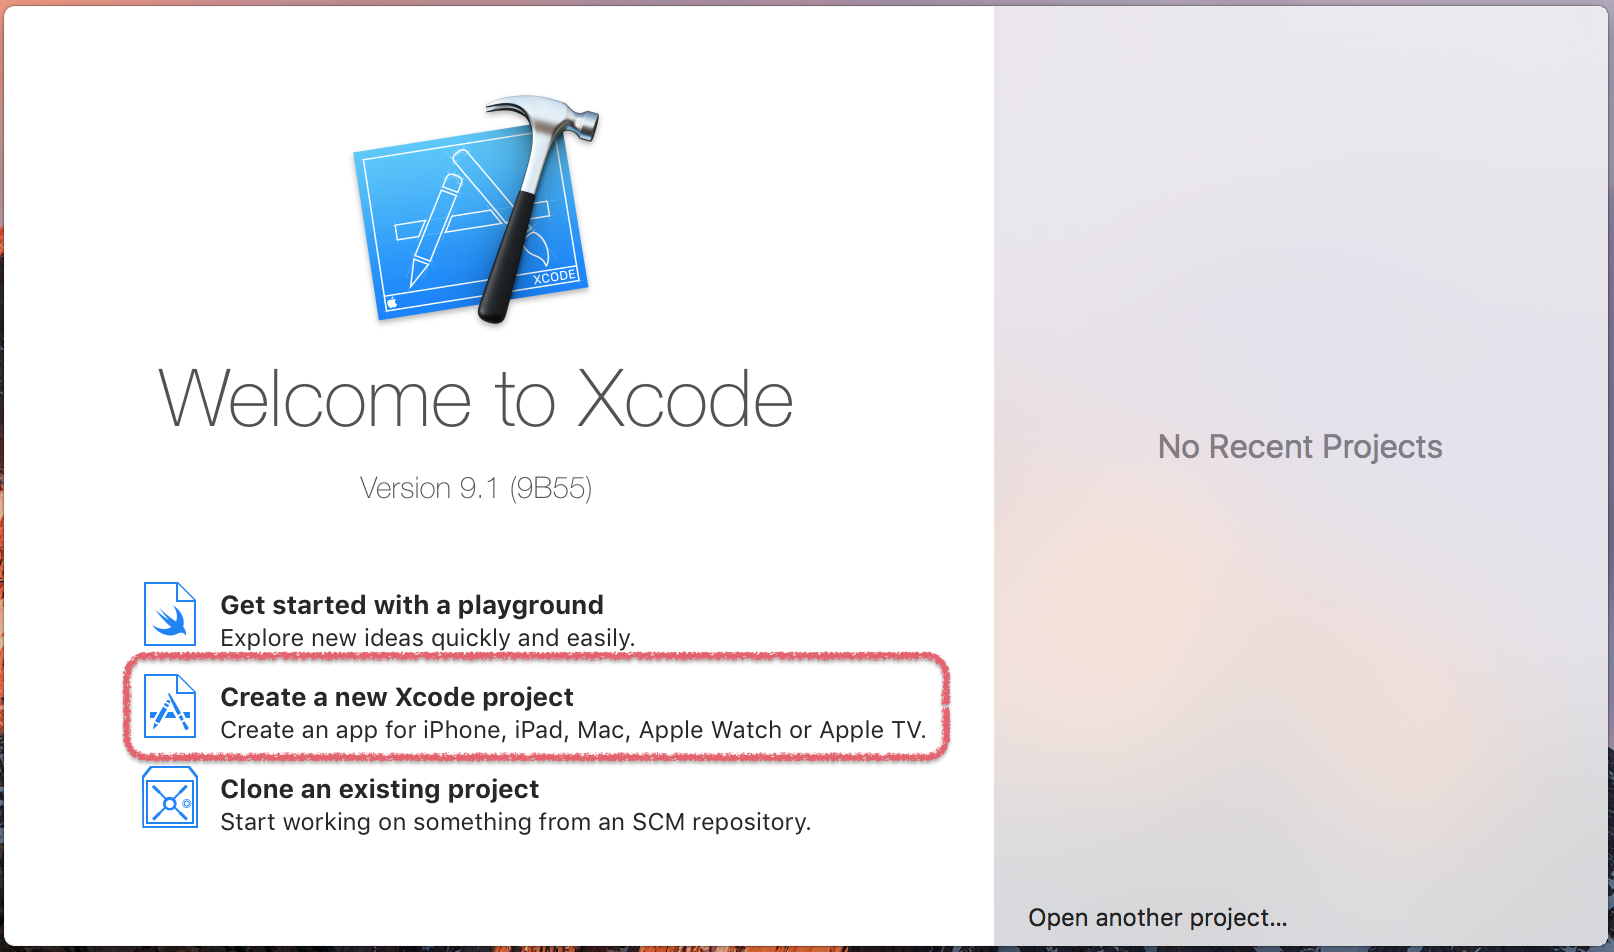 XCODE
Welcome to Xcode
Version 9.1 (9B55)
Get started with a playground
Explore new ideas quickly and easily.
Create a new Xcode project
Create an app for iPhone, iPad, Mac, Apple Watch or Apple TV.
Clone an existing project
Start working on something from an SCM repository.
No Recent Projects
Open another project...